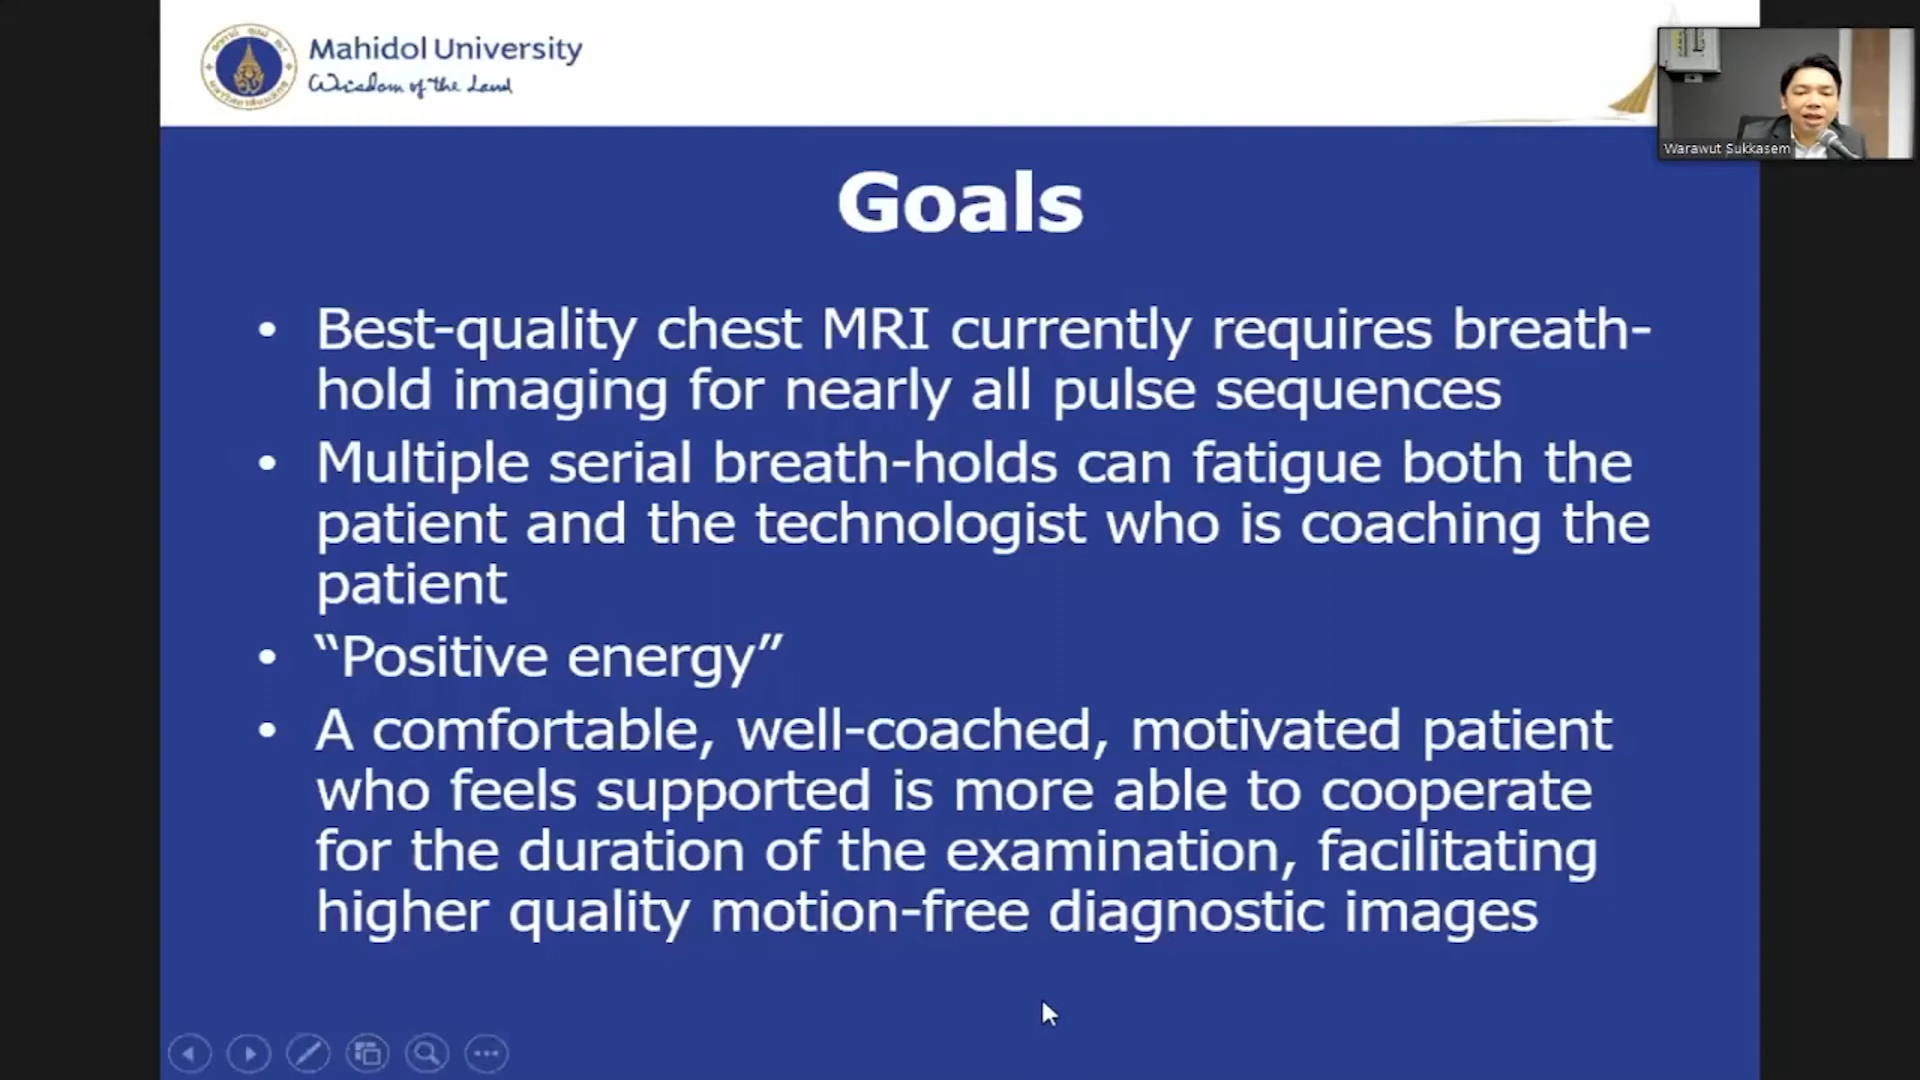 Mahidol University
Wisdom of the Land
Warawut Sukkasem
Goals
• Best-quality chest MRI currently requires breath-
hold imaging for nearly all pulse sequences
• Multiple serial breath-holds can fatigue both the
patient and the technologist who is coaching the
patient
• “Positive energy”
• A comfortable, well-coached, motivated patient
who feels supported is more able to cooperate
for the duration of the examination, facilitating
higher quality motion-free diagnostic images